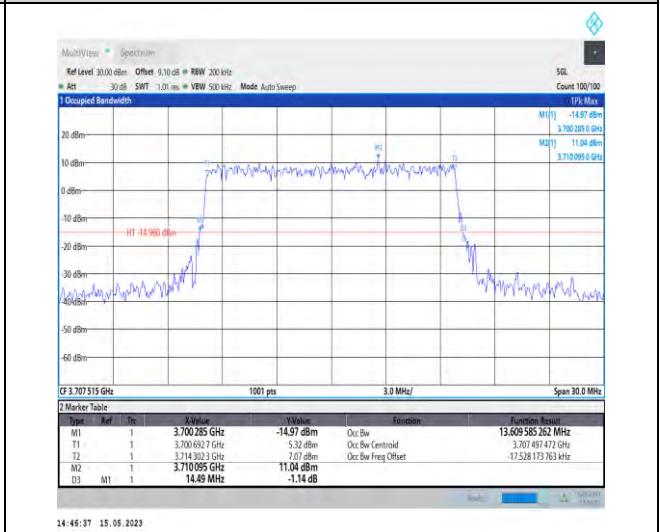 MultiView Spectrum
Ref Level 30.00 dBm Offset 9.10 dB RBW 200 kHz SGL
Att 30 dB SWT 1.01 ms VBW 500 kHz Mode Auto Sweep Count 100/100
1 Occupied Bandwidth 1Pk Max
M1[1] -14.97 dBm
3.700 285 0 GHz
M2[1] 11.04 dBm
3.710 095 0 GHz
20 dBm
M2
T1 T2
10 dBm
0 dBm
-10 dBm
M1
D3
H1 -14.960 dBm
-20 dBm
-30 dBm
-40 dBm
-50 dBm
-60 dBm
CF 3.707 515 GHz 1001 pts 3.0 MHz/ Span 30.0 MHz
2 Marker Table
Type Ref Trc X-Value Y-Value Function Function Result
M1 1 3.700 285 GHz -14.97 dBm Occ Bw 13.609 585 262 MHz
T1 1 3.700 692 7 GHz 5.32 dBm Occ Bw Centroid 3.707 497 472 GHz
T2 1 3.714 302 3 GHz 7.07 dBm Occ Bw Freq Offset -17.528 173 763 kHz
M2 1 3.710 095 GHz 11.04 dBm
D3 M1 1 14.49 MHz -1.14 dB
14:46:37 15.05.2023